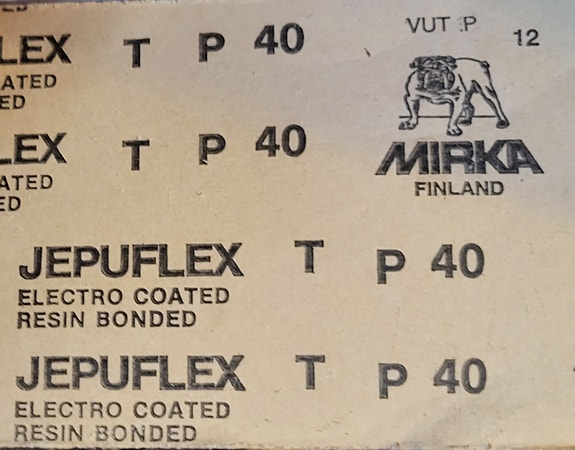 LEX T P 40
ATED
ED
VUT :P 12
MIRKA
FINLAND
LEX T P 40
ATED
ED
JEPUFLEX T P 40
ELECTRO COATED
RESIN BONDED
JEPUFLEX T P 40
ELECTRO COATED
RESIN BONDED